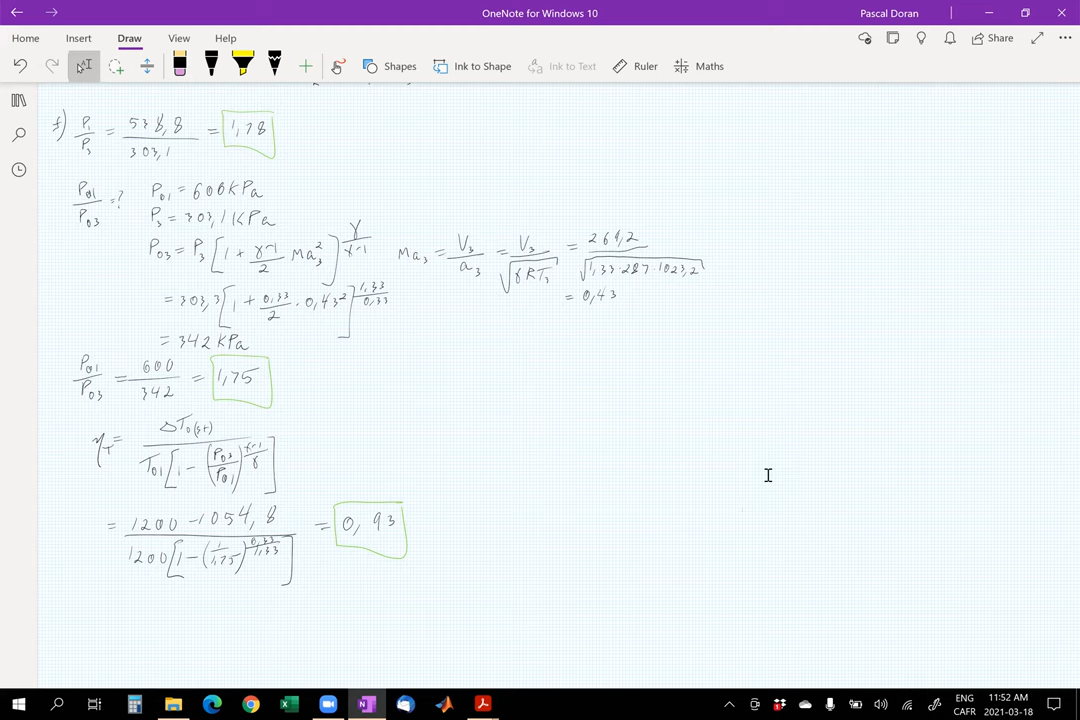 OneNote for Windows 10
Pascal Doran
Home Insert Draw View Help
Share
Shapes Ink to Shape Ink to Text Ruler Maths
f) P₁/P₃ = 538,8/303,1 = 1,78
P₀₁/P₀₃ = ? P₀₁ = 600 kPa
P₃ = 303,1 kPa
P₀₃ = P₃ [1 + γ-1/2 Ma₃²]^(γ/γ-1) Ma₃ = V₃/a₃ = V₃/√γRT₃ = 269,2/√1,33·287·1023,2
= 303,3 [1 + 0,33/2 · 0,43²]^(1,33/0,33) = 0,43
= 342 kPa
P₀₁/P₀₃ = 600/342 = 1,75
η_T = ΔT₀(st)/T₀₁[1 - (P₀₃/P₀₁)^(γ-1/γ)]
= 1200 - 1054,8/1200[1 - (1/1,75)^(0,33/1,33)] = 0,93
ENG
CAFR
11:52 AM
2021-03-18